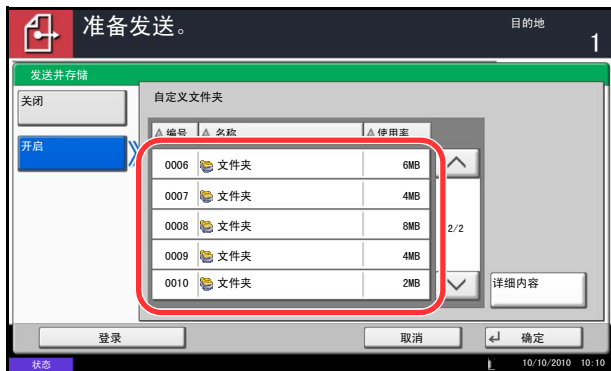 准备发送。
目的地
1
发送并存储
关闭
自定义文件夹
编号 名称 使用率
开启
0006 文件夹 6MB
0007 文件夹 4MB
0008 文件夹 8MB
2/2
0009 文件夹 4MB
0010 文件夹 2MB
详细内容
登录 取消 确定
状态 10/10/2010 10:10